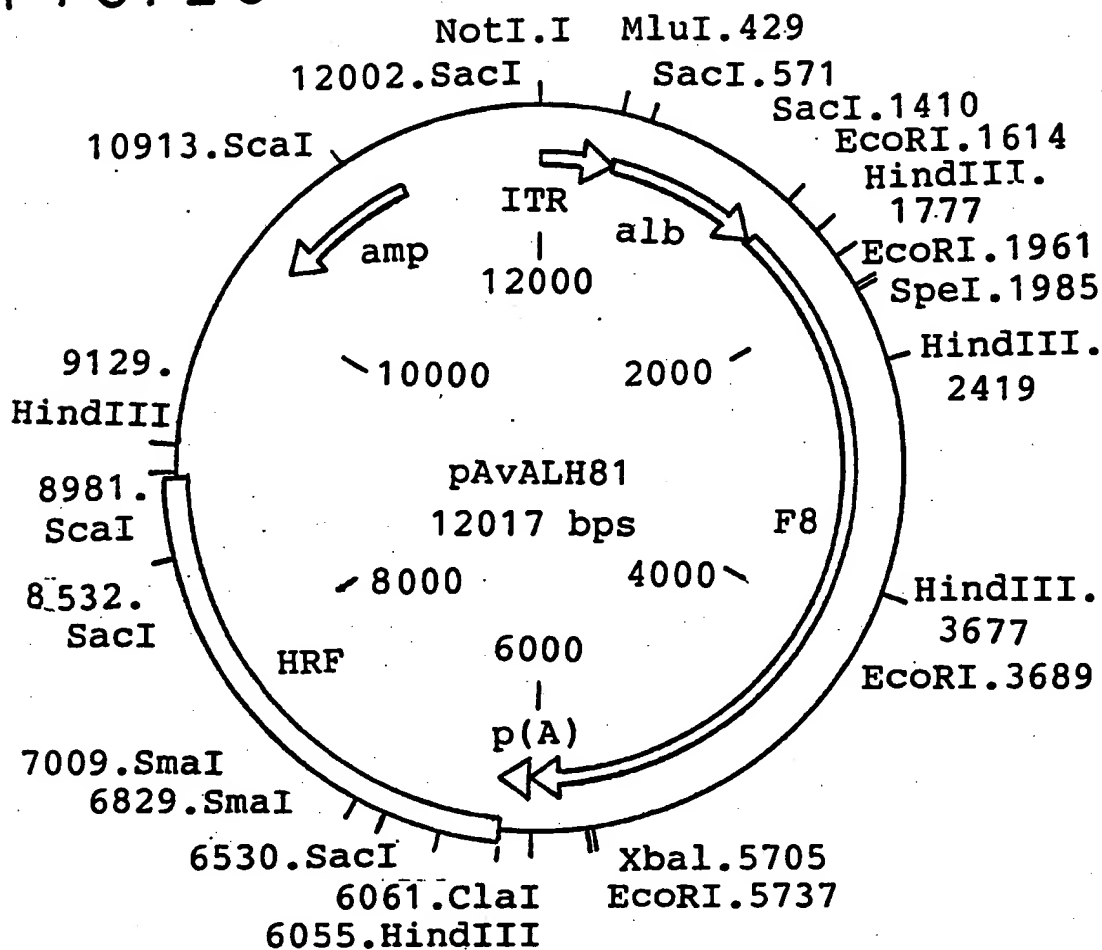 NotI.I MluI.429
12002.SacI SacI.571
SacI.1410
10913.ScaI EcoRI.1614
HindIII.
1777
ITR
alb
amp
EcoRI.1961
12000
SpeI.1985
HindIII.
2419
9129.
HindIII
10000
2000
pAvALH81
12017 bps
8981.
ScaI
F8
8000
4000
HindIII.
3677
8532.
SacI
HRF
6000
EcoRI.3689
p(A)
7009.SmaI
6829.SmaI
6530.SacI
XbaI.5705
6061.ClaI
EcoRI.5737
6055.HindIII